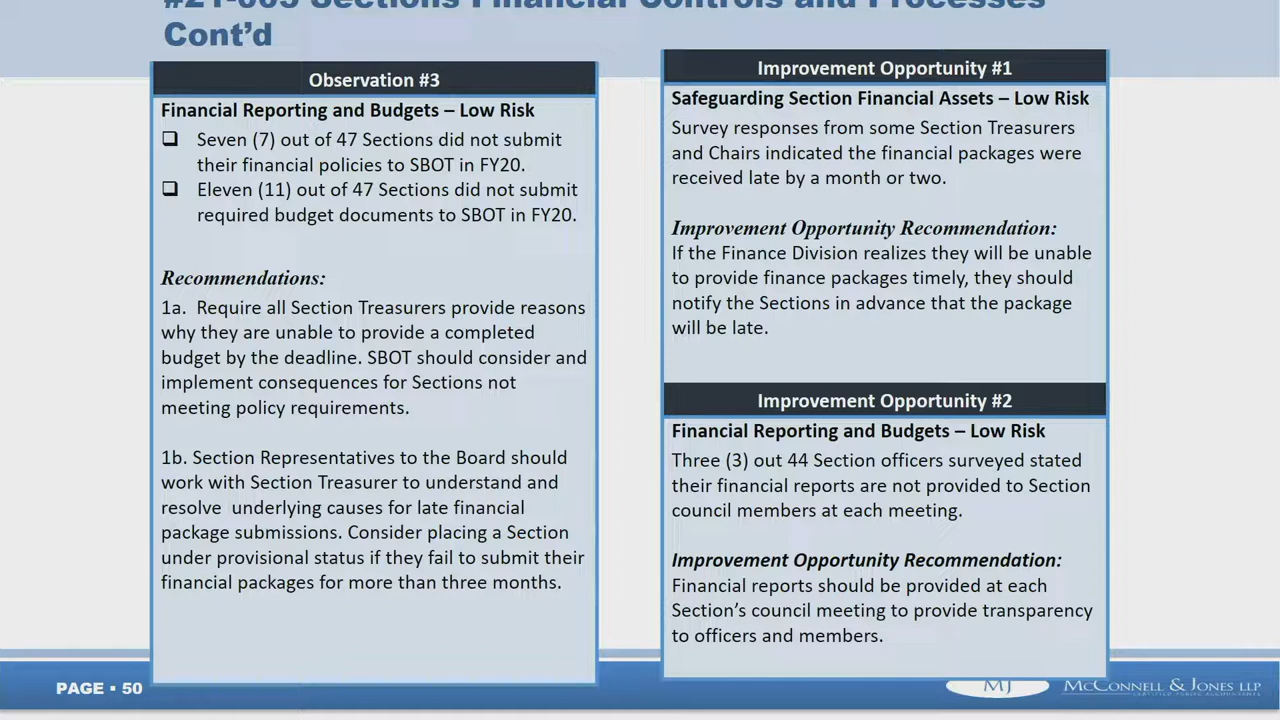 #21-003 Sections Financial Controls and Processes
Cont’d
Observation #3
Financial Reporting and Budgets – Low Risk
❑ Seven (7) out of 47 Sections did not submit
their financial policies to SBOT in FY20.
❑ Eleven (11) out of 47 Sections did not submit
required budget documents to SBOT in FY20.
Recommendations:
1a. Require all Section Treasurers provide reasons
why they are unable to provide a completed
budget by the deadline. SBOT should consider and
implement consequences for Sections not
meeting policy requirements.
1b. Section Representatives to the Board should
work with Section Treasurer to understand and
resolve underlying causes for late financial
package submissions. Consider placing a Section
under provisional status if they fail to submit their
financial packages for more than three months.
Improvement Opportunity #1
Safeguarding Section Financial Assets – Low Risk
Survey responses from some Section Treasurers
and Chairs indicated the financial packages were
received late by a month or two.
Improvement Opportunity Recommendation:
If the Finance Division realizes they will be unable
to provide finance packages timely, they should
notify the Sections in advance that the package
will be late.
Improvement Opportunity #2
Financial Reporting and Budgets – Low Risk
Three (3) out 44 Section officers surveyed stated
their financial reports are not provided to Section
council members at each meeting.
Improvement Opportunity Recommendation:
Financial reports should be provided at each
Section’s council meeting to provide transparency
to officers and members.
PAGE ▪ 50
MJ
McConnell & Jones LLP
CERTIFIED PUBLIC ACCOUNTANTS